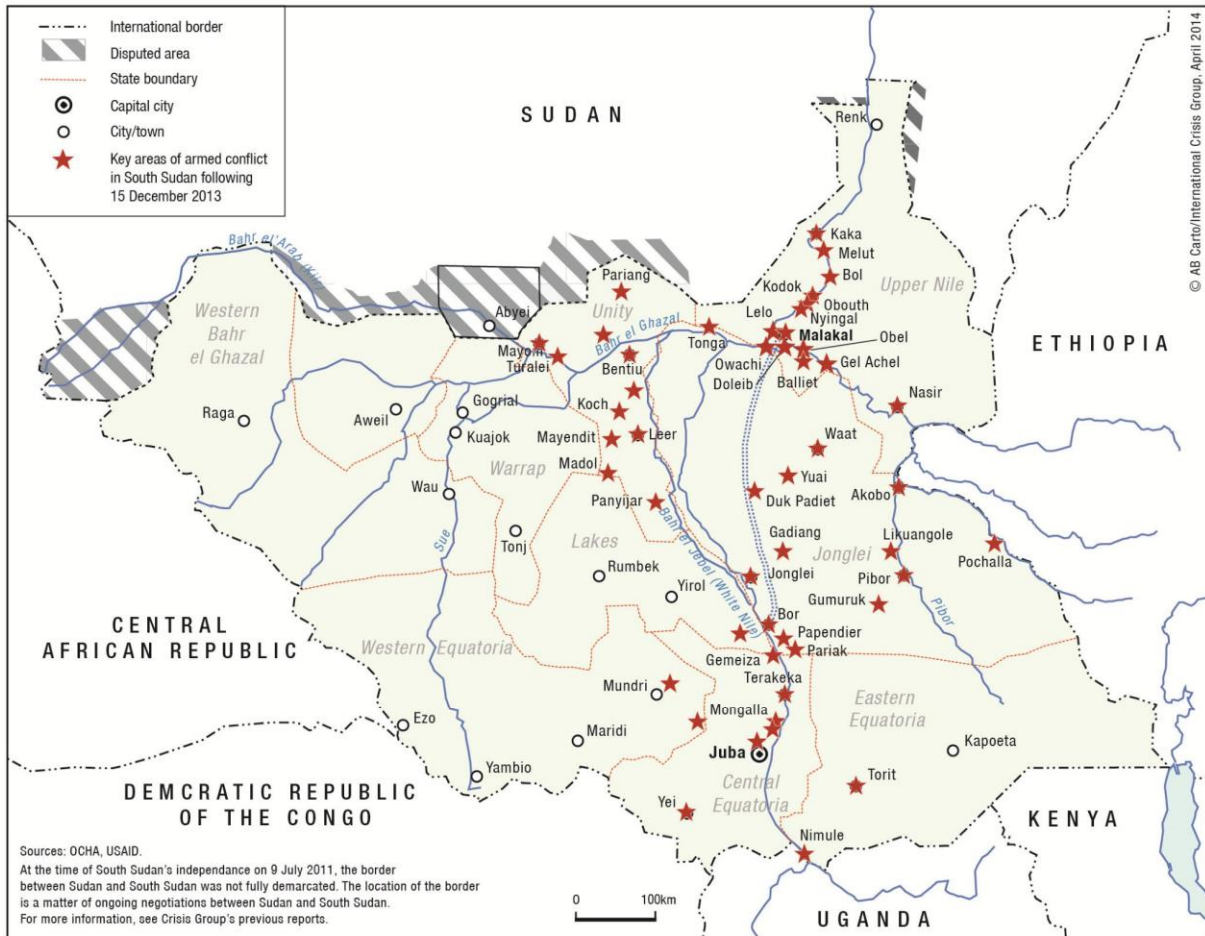 International border
Disputed area
State boundary
Capital city
City/town
Key areas of armed conflict
in South Sudan following
15 December 2013
© AB Carto/International Crisis Group, April 2014
SUDAN
Renk
Bahr el'Arab (Kiir)
Kaka
Melut
Bol
Pariang
Kodok
Upper Nile
Western
Bahr
el Ghazal
Abyei
Unity
Obouth
Lelo
Nyingal
Bahr el Ghazal
Malakal
Obel
ETHIOPIA
Mayom
Turalei
Tonga
Bentiu
Owachi
Doleib
Balliet
Gel Achel
Nasir
Raga
Aweil
Gogrial
Koch
Kuajok
Mayendit
Leer
Waat
Warrap
Madol
Yuai
Wau
Panyijar
Duk Padiet
Akobo
Sue
Tonj
Lakes
Bahr el Jebel (White Nile)
Gadiang
Jonglei
Likuangole
Pochalla
Rumbek
Jonglei
Pibor
Yirol
Gumuruk
Pibor
CENTRAL
AFRICAN REPUBLIC
Bor
Western Equatoria
Papendier
Pariak
Gemeiza
Terakeka
Mundri
Eastern
Equatoria
Ezo
Mongalla
Maridi
Juba
Kapoeta
Yambio
Central
Equatoria
Torit
DEMCRATIC REPUBLIC
OF THE CONGO
Yei
KENYA
Nimule
Sources: OCHA, USAID.
At the time of South Sudan's independence on 9 July 2011, the border
between Sudan and South Sudan was not fully demarcated. The location of the border
is a matter of ongoing negotiations between Sudan and South Sudan.
For more information, see Crisis Group's previous reports.
0 100km
UGANDA